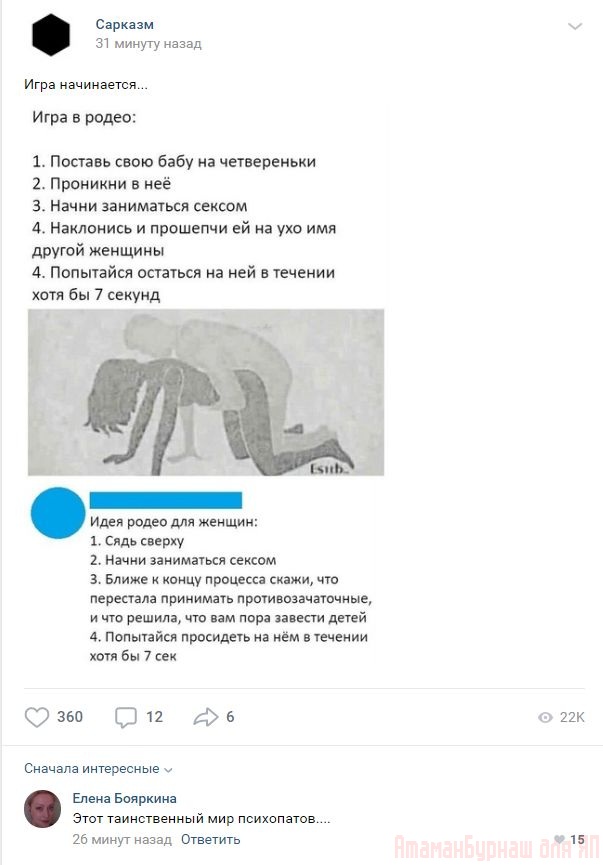 Сарказм
31 минуту назад
Игра начинается...
Игра в родео:
1. Поставь свою бабу на четвереньки
2. Проникни в неё
3. Начни заниматься сексом
4. Наклонись и прошепчи ей на ухо имя
другой женщины
4. Попытайся остаться на ней в течении
хотя бы 7 секунд
Идея родео для женщин:
1. Сядь сверху
2. Начни заниматься сексом
3. Ближе к концу процесса скажи, что
перестала принимать противозачаточные,
и что решила, что вам пора завести детей
4. Попытайся просидеть на нём в течении
хотя бы 7 сек
360 12 6 22K
Сначала интересные
Елена Бояркина
Этот таинственный мир психопатов....
26 минут назад Ответить 15
АтаманБурнаш для ЯП